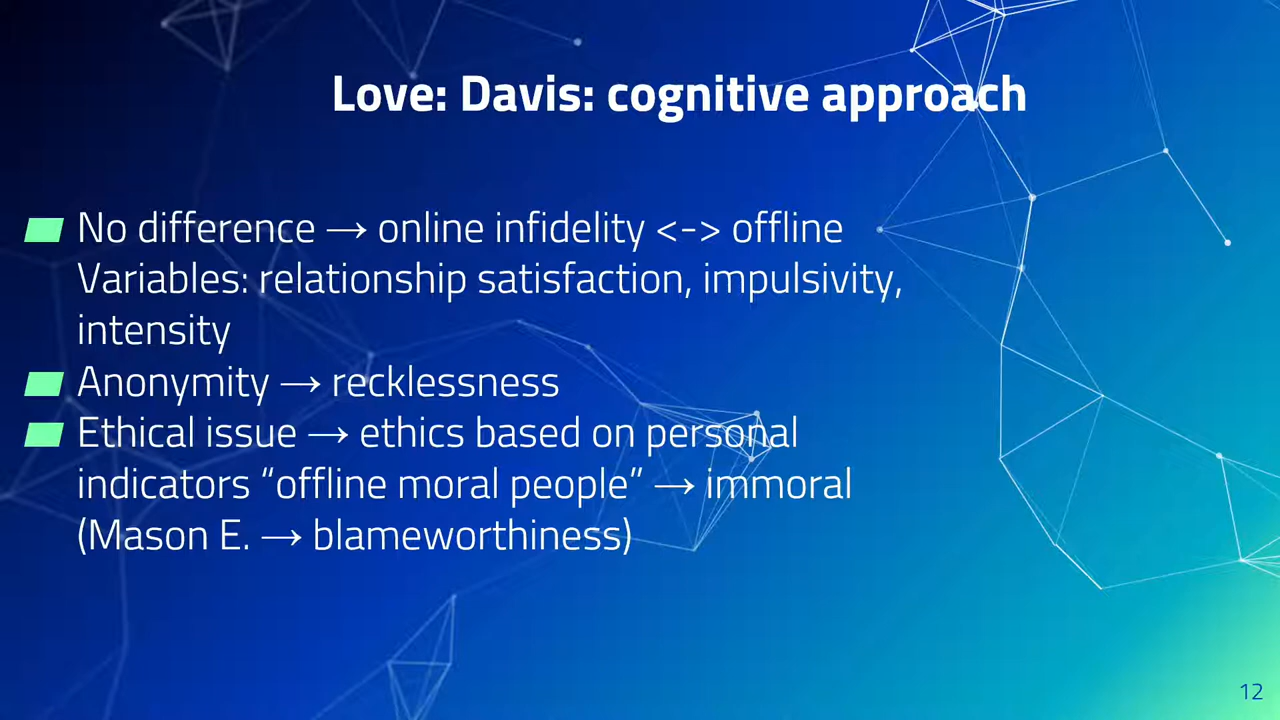 Love: Davis: cognitive approach
No difference → online infidelity <-> offline
Variables: relationship satisfaction, impulsivity,
intensity
Anonymity → recklessness
Ethical issue → ethics based on personal
indicators “offline moral people” → immoral
(Mason E. → blameworthiness)
12